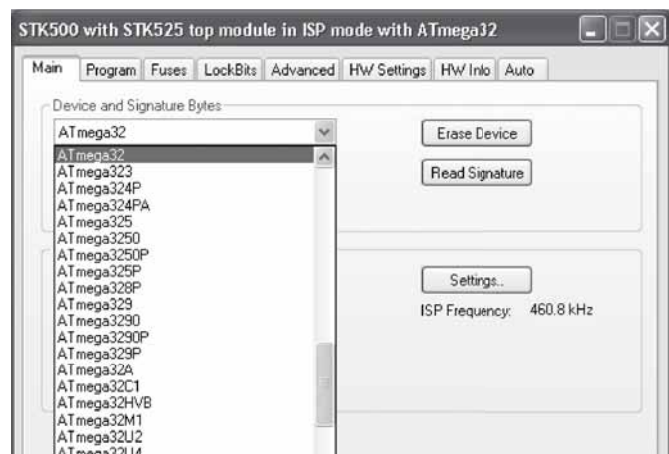 STK500 with STK525 top module in ISP mode with ATmega32
Main Program Fuses LockBits Advanced HW Settings HW Info Auto
Device and Signature Bytes
ATmega32
Erase Device
Read Signature
ATmega32
ATmega323
ATmega324P
ATmega324PA
ATmega325
ATmega3250
ATmega3250P
ATmega325P
ATmega328P
ATmega329
ATmega3290
ATmega3290P
ATmega329P
ATmega32A
ATmega32C1
ATmega32HVB
ATmega32M1
ATmega32U2
ATmega32U4
Settings..
ISP Frequency: 460.8 kHz